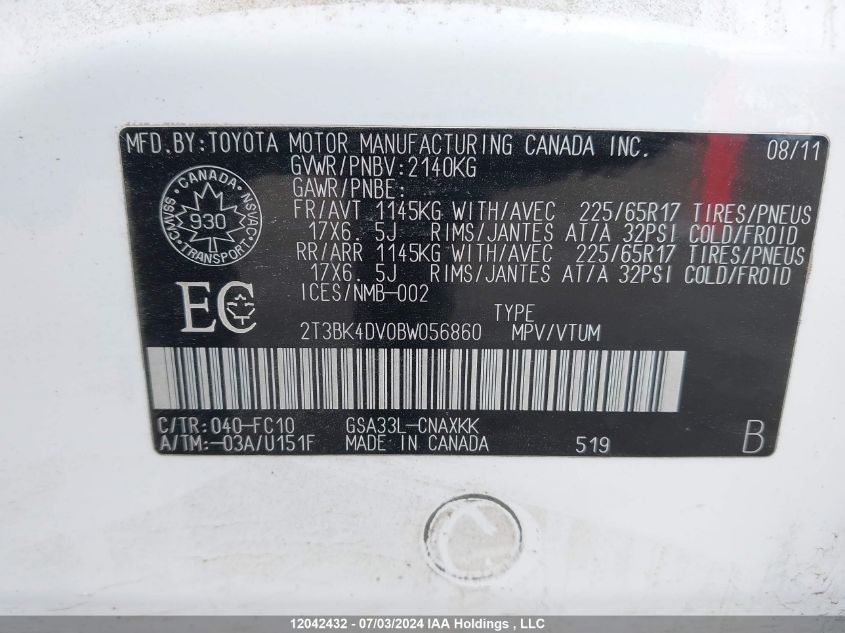 MFD.BY:TOYOTA MOTOR MANUFACTURING CANADA INC. 08/11
GVWR/PNBV:2140KG
GAWR/PNBE:
FR/AVT 1145KG WITH/AVEC 225/65R17 TIRES/PNEUS
17X6.5J RIMS/JANTES AT/A 32PSI COLD/FROID
RR/ARR 1145KG WITH/AVEC 225/65R17 TIRES/PNEUS
17X6.5J RIMS/JANTES AT/A 32PSI COLD/FROID
ICES/NMB-002
CANADA
CMVSS 930 NSVAC
TRANSPORT
EC
TYPE
2T3BK4DV0BW056860 MPV/VTUM
C/TR:040-FC10 GSA33L-CNAXKK
A/TM:-03A/U151F MADE IN CANADA 519 B
12042432 - 07/03/2024 IAA Holdings , LLC